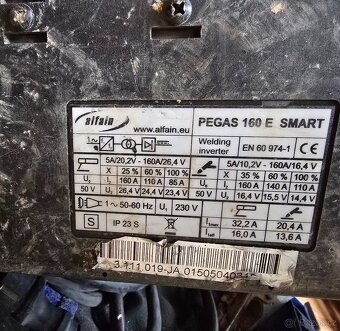 alfain
www.alfain.eu
PEGAS 160 E SMART
1~
Welding inverter
EN 60 974-1
CE
5A/20,2V - 160A/26,4 V
5A/10,2V - 160A/16,4 V
X 25 % 60 % 100%
X 35% 60% 100%
U₀ I₂ 160 A 110 A 85 A
U₀ I₂ 160 A 140 A 110 A
50 V U₂ 26,4 V 24,4 V 23,4 V
50 V U₂ 16,4 V 15,5 V 14,4 V
1~ 50-60 Hz U₁ 230 V
S IP 23 S
I₁max 32,2 A 20,4 A
I₁eff 16,0 A 13,6 A